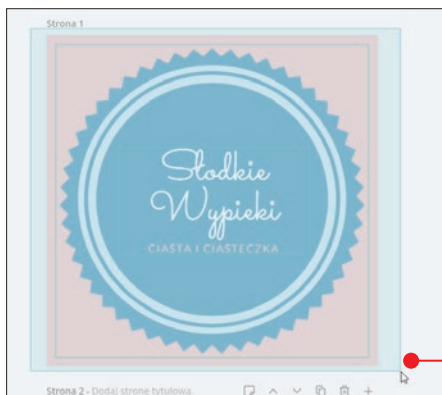 Strona 1
Słodkie
Wypieki
CIASTA I CIASTECZKA
Strona 2 - Dodaj stronę tytułową